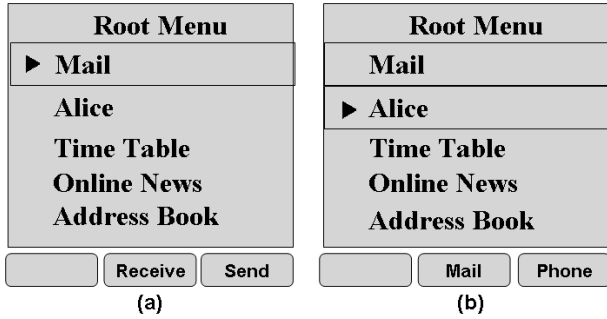 Root Menu
Mail
Alice
Time Table
Online News
Address Book
Receive Send
(a)
Root Menu
Mail
Alice
Time Table
Online News
Address Book
Mail Phone
(b)